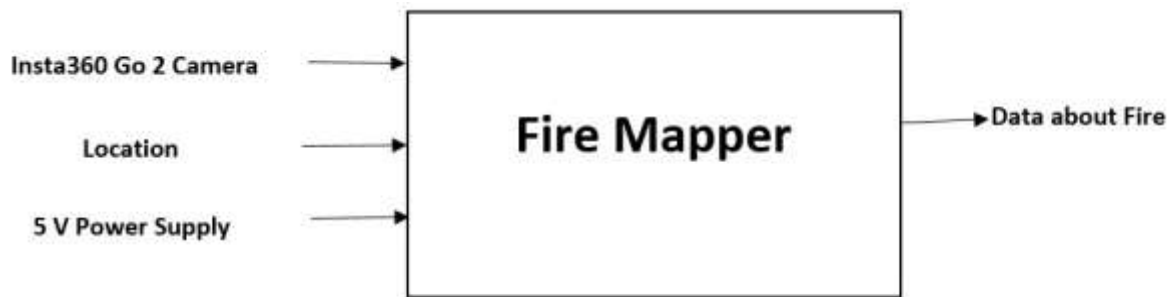 Insta360 Go 2 Camera
Location
5 V Power Supply
Fire Mapper
Data about Fire